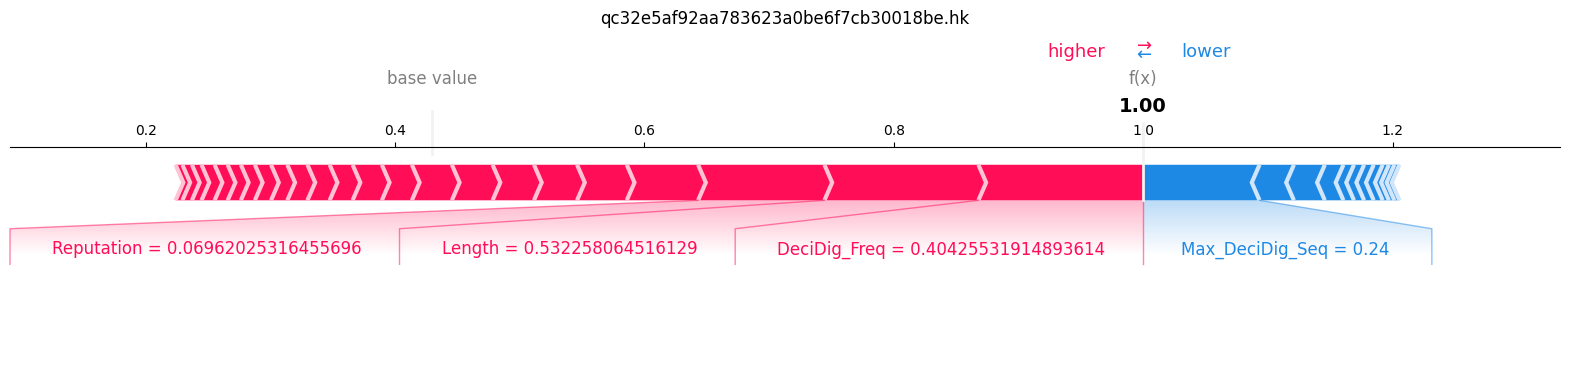 qc32e5af92aa783623a0be6f7cb30018be.hk
higher ⇄ lower
base value f(x)
1.00
0.2 0.4 0.6 0.8 1.0 1.2
Reputation = 0.06962025316455696 Length = 0.532258064516129 DeciDig_Freq = 0.40425531914893614 Max_DeciDig_Seq = 0.24